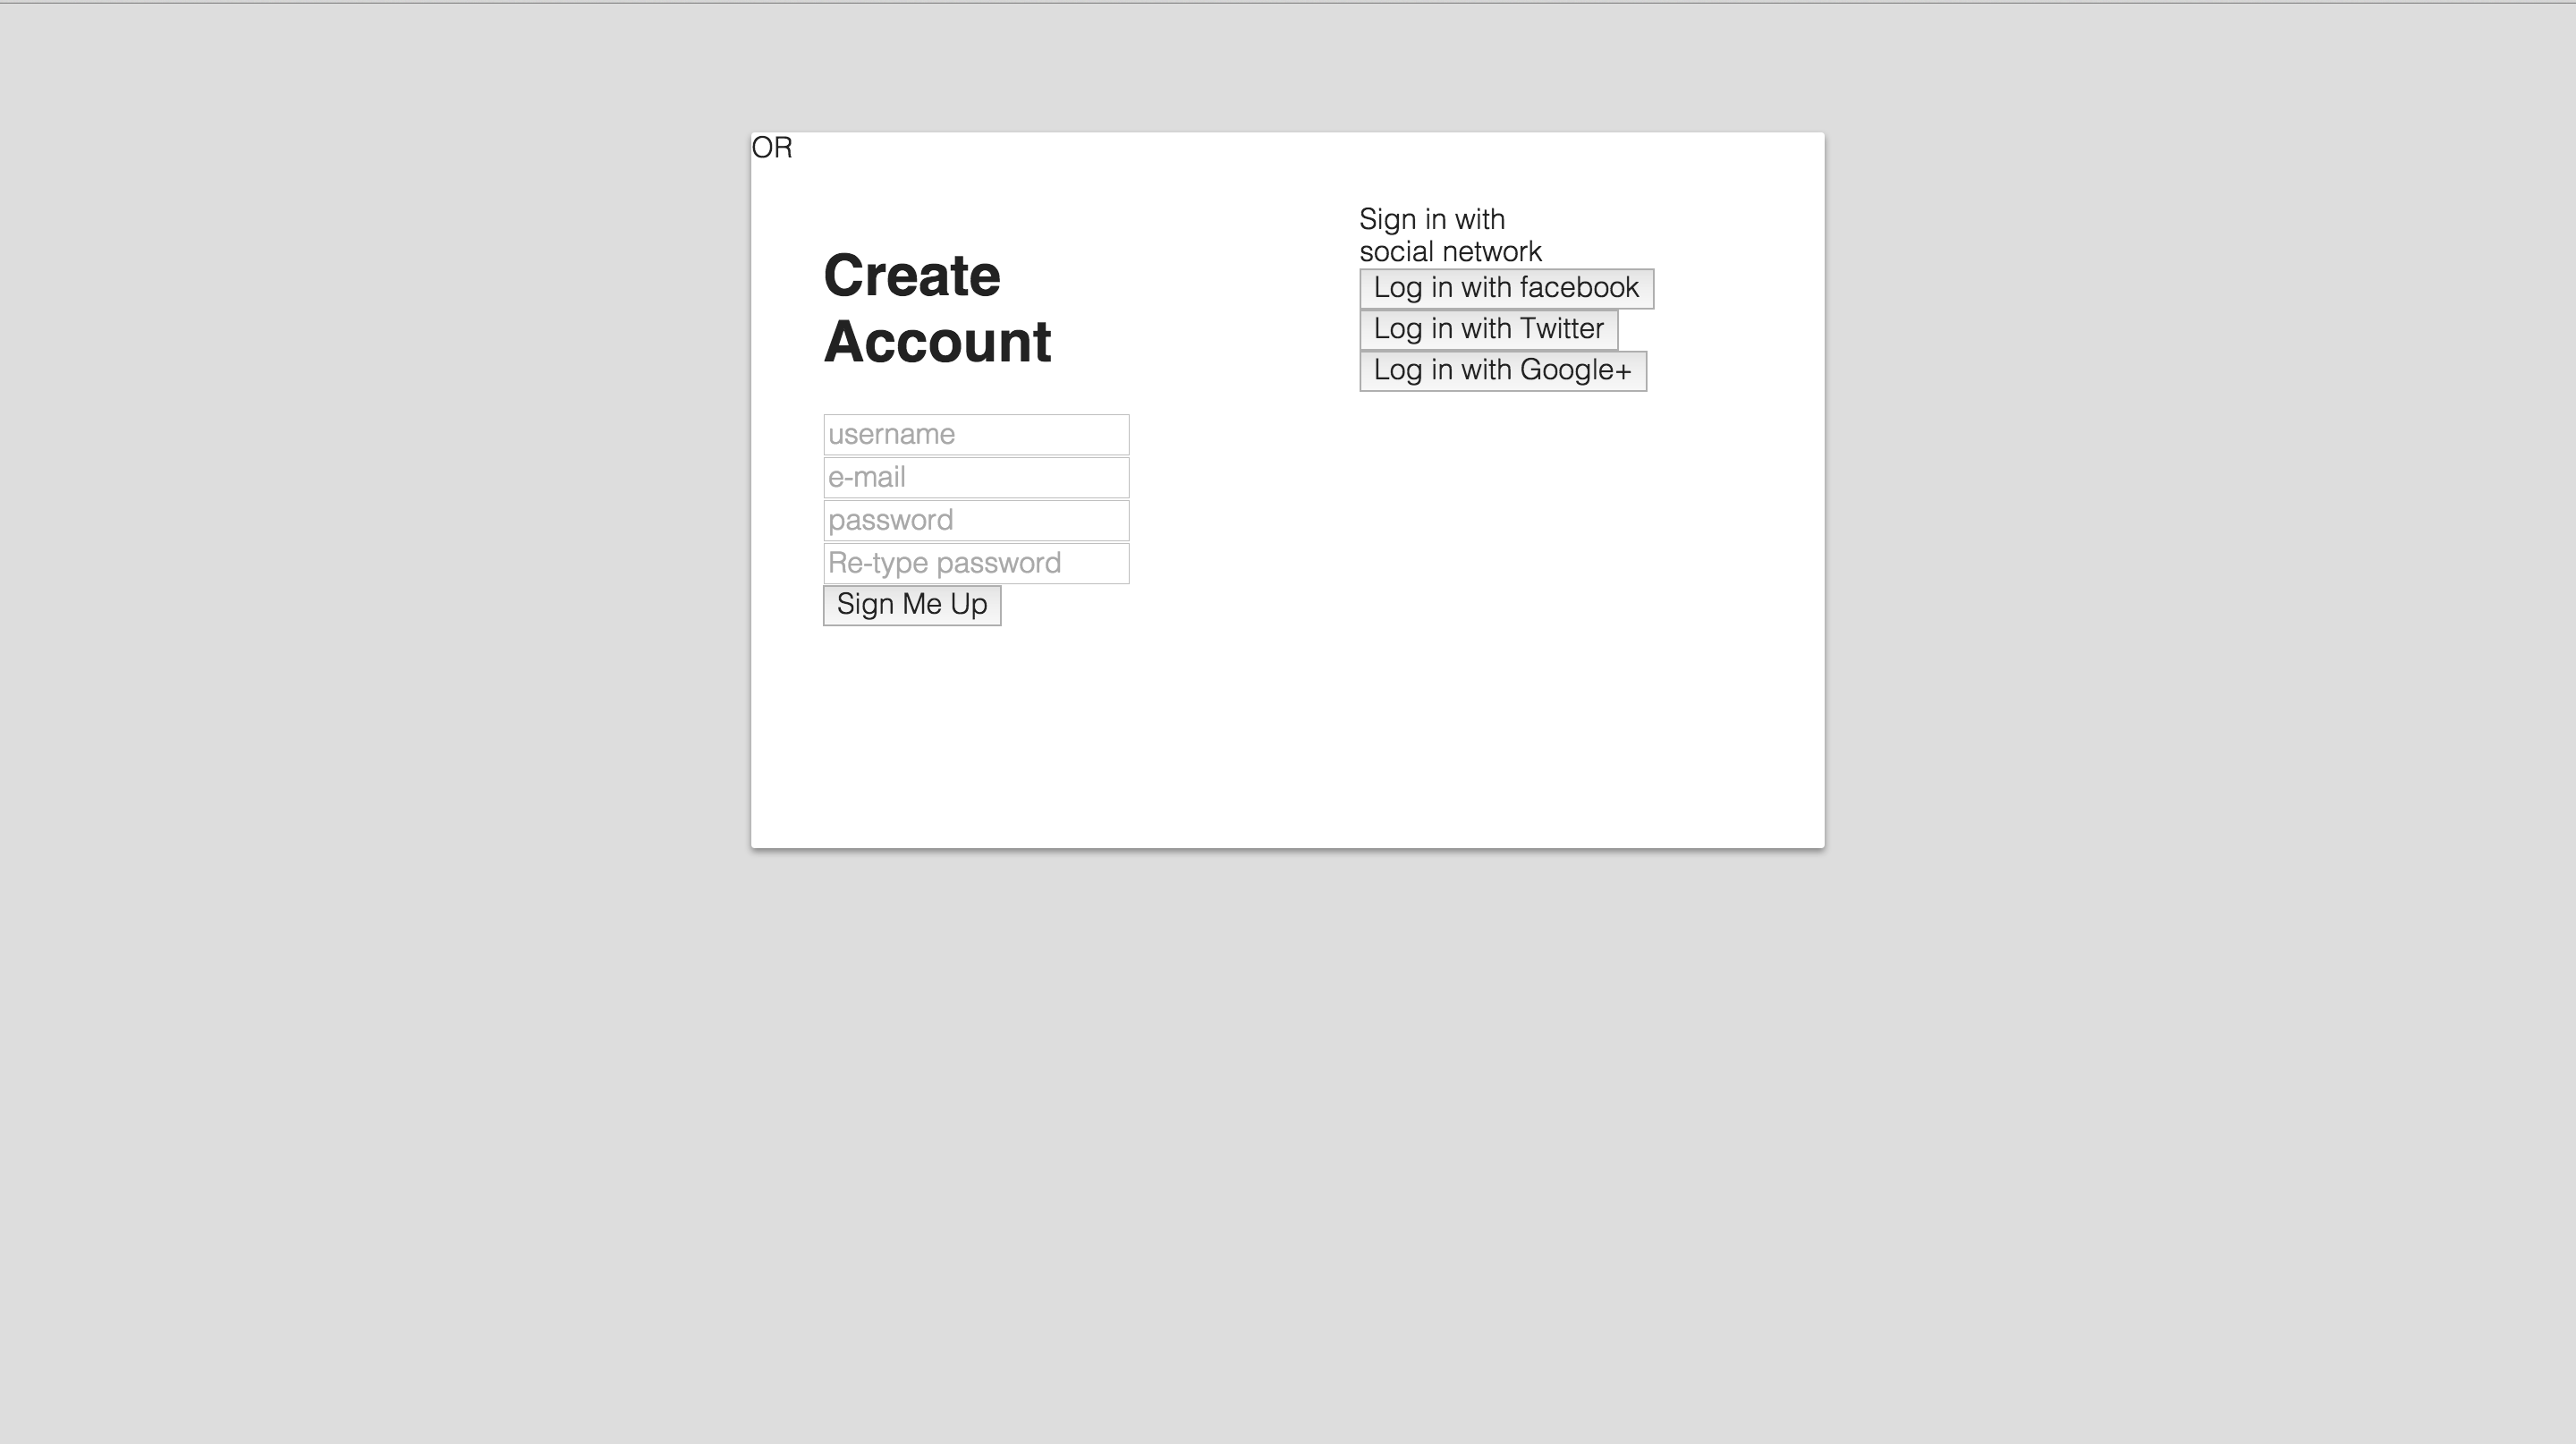 OR
Create
Account
username
e-mail
password
Re-type password
Sign Me Up
Sign in with
social network
Log in with facebook
Log in with Twitter
Log in with Google+